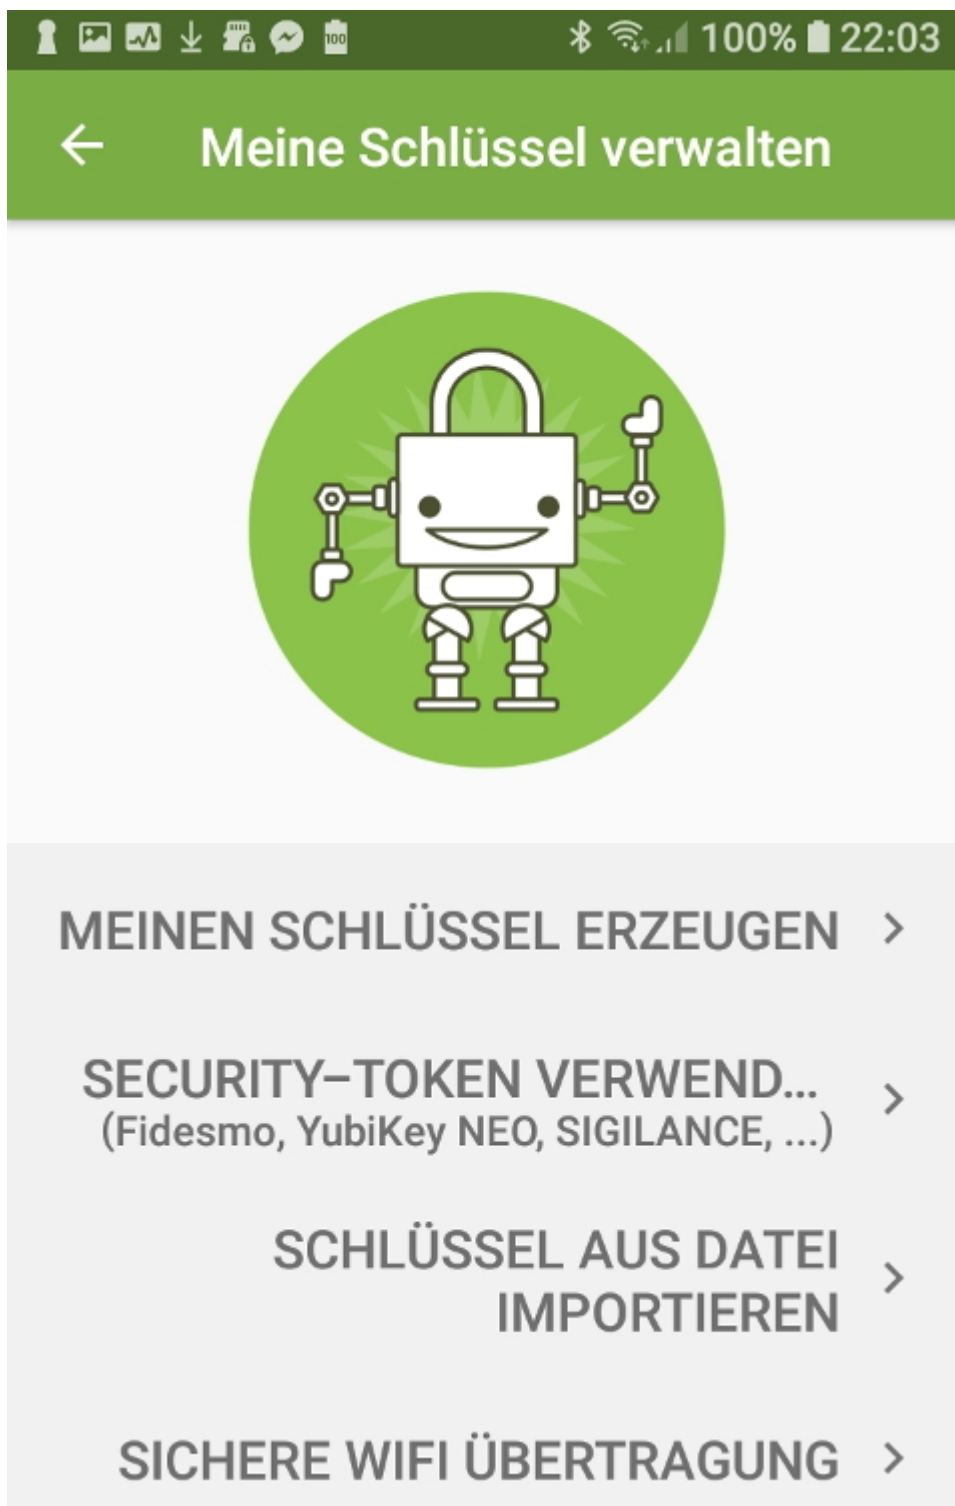 100% 22:03
Meine Schlüssel verwalten
MEINEN SCHLÜSSEL ERZEUGEN
SECURITY–TOKEN VERWEND...
(Fidesmo, YubiKey NEO, SIGILANCE, ...)
SCHLÜSSEL AUS DATEI
IMPORTIEREN
SICHERE WIFI ÜBERTRAGUNG